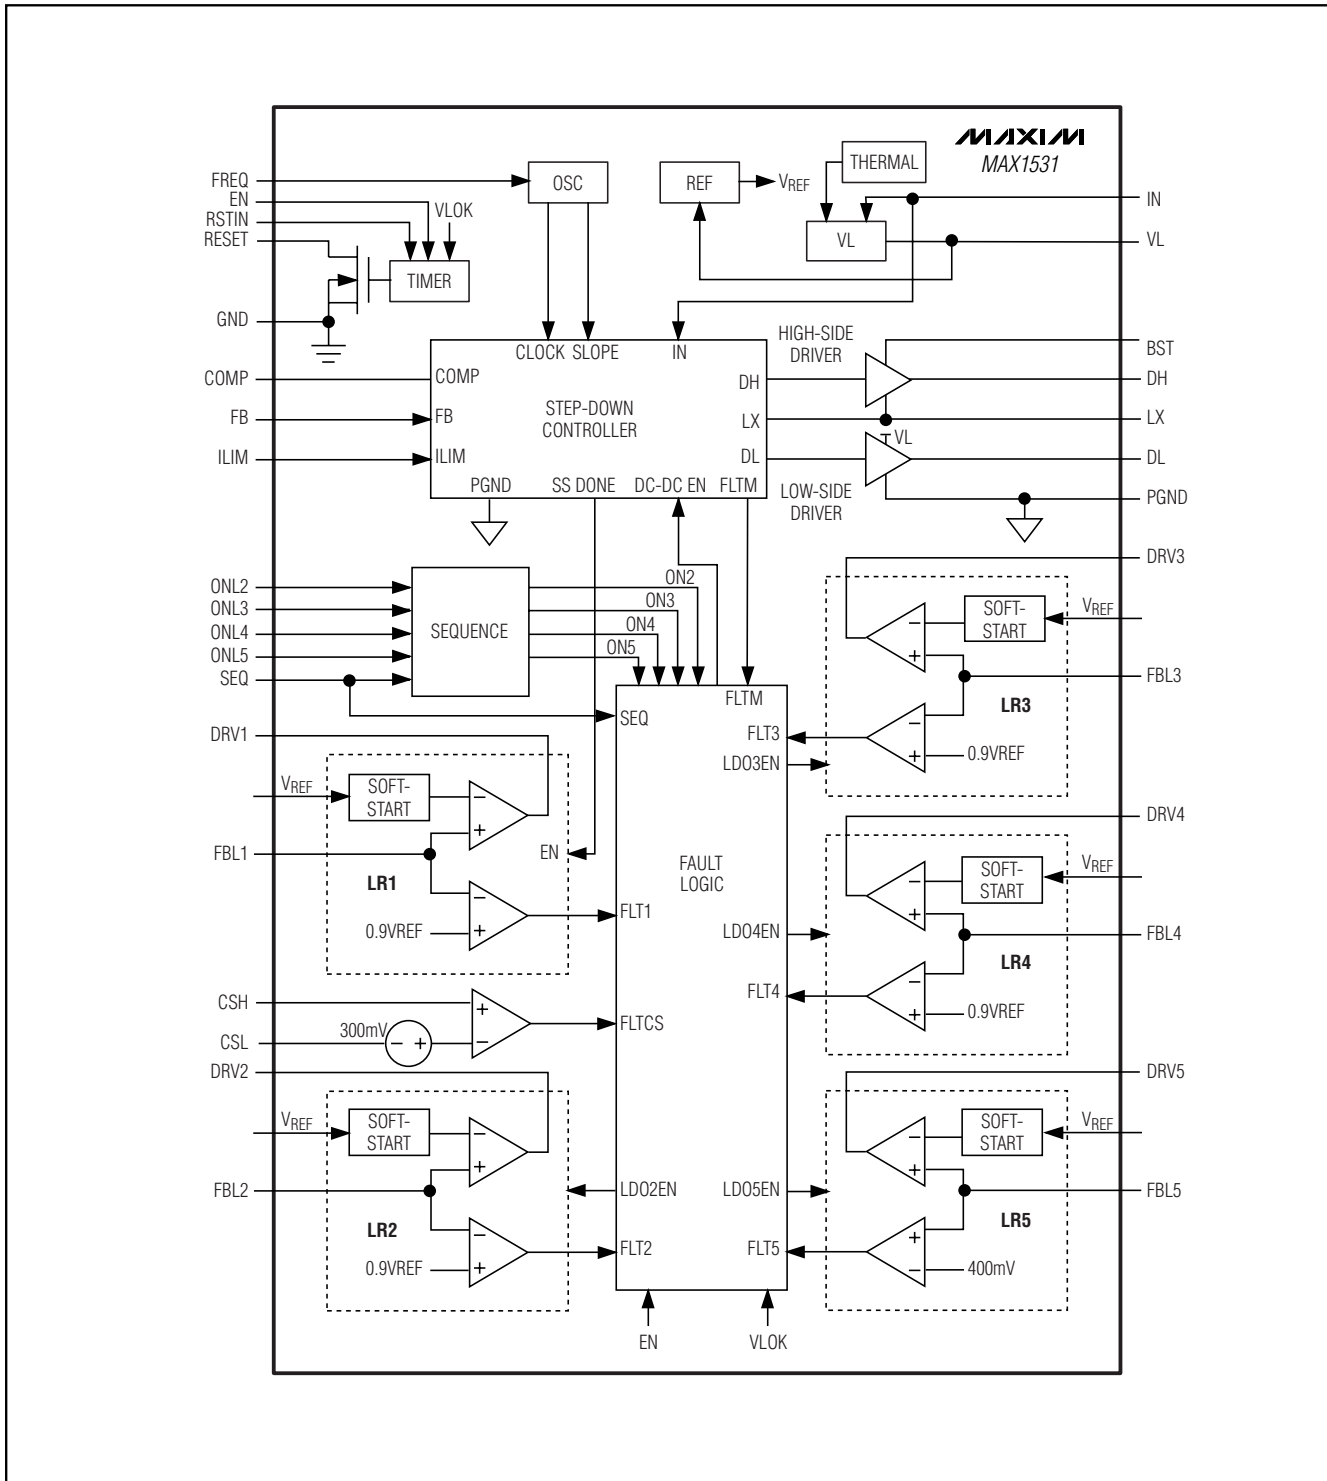 MAXIM
MAX1531
THERMAL
FREQ
OSC
REF
VREF
IN
EN
RSTIN
VLOK
RESET
VL
VL
TIMER
GND
HIGH-SIDE
DRIVER
BST
CLOCK
SLOPE
IN
COMP
COMP
DH
DH
STEP-DOWN
CONTROLLER
FB
FB
LX
LX
VL
ILIM
ILIM
DL
DL
PGND
SS DONE
DC-DC EN
FLTM
LOW-SIDE
DRIVER
PGND
DRV3
ONL2
ONL3
ONL4
ONL5
SEQ
SEQUENCE
ON2
ON3
ON4
ON5
SOFT-
START
VREF
−
+
FBL3
LR3
FLTM
SEQ
FLT3
−
+
0.9VREF
LDO3EN
DRV1
VREF
SOFT-
START
−
+
FBL1
EN
LR1
−
+
0.9VREF
FLT1
FAULT
LOGIC
DRV4
SOFT-
START
VREF
−
+
LDO4EN
FBL4
LR4
FLT4
−
+
0.9VREF
CSH
CSL
300mV
− +
+
−
FLTCS
DRV2
VREF
SOFT-
START
−
+
FBL2
LDO2EN
LR2
−
+
0.9VREF
FLT2
DRV5
SOFT-
START
VREF
−
+
LDO5EN
FBL5
LR5
FLT5
+
−
400mV
EN
VLOK